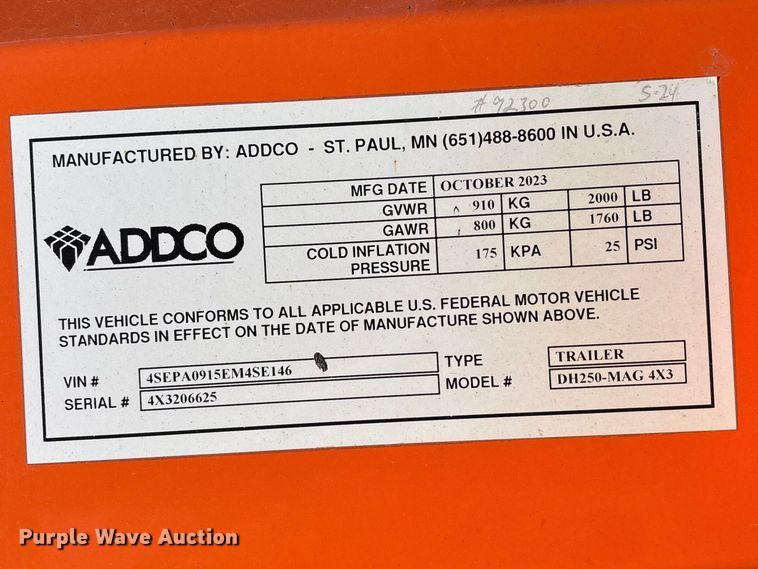 #92300 S-24
MANUFACTURED BY: ADDCO - ST. PAUL, MN (651)488-8600 IN U.S.A.
ADDCO
MFG DATE OCTOBER 2023
GVWR 910 KG 2000 LB
GAWR 800 KG 1760 LB
COLD INFLATION PRESSURE 175 KPA 25 PSI
THIS VEHICLE CONFORMS TO ALL APPLICABLE U.S. FEDERAL MOTOR VEHICLE
STANDARDS IN EFFECT ON THE DATE OF MANUFACTURE SHOWN ABOVE.
VIN # 4SEPA0915EM4SE146 TYPE TRAILER
SERIAL # 4X3206625 MODEL # DH250-MAG 4X3
Purple Wave Auction